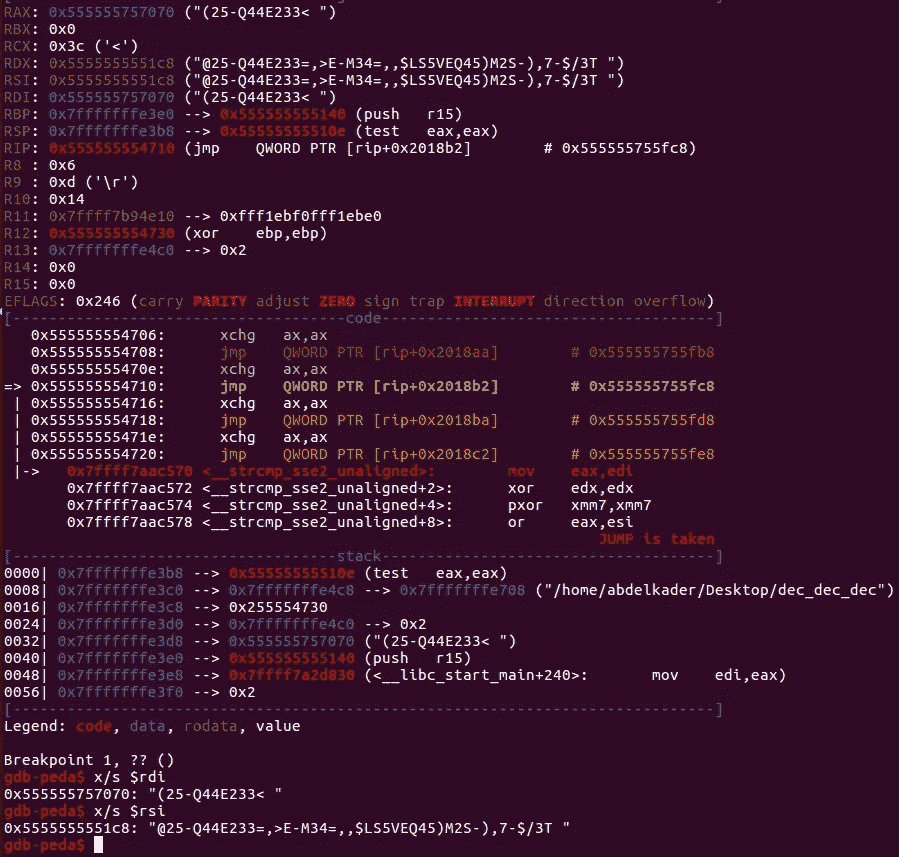 [-----------------------------------registers-----------------------------------]
RAX: 0x555555757070 ("(25-Q44E233< ")
RBX: 0x0
RCX: 0x3c ('<')
RDX: 0x5555555551c8 ("@25-Q44E233=,>E-M34=,,$LS5VEQ45)M2S-),7-$/3T ")
RSI: 0x5555555551c8 ("@25-Q44E233=,>E-M34=,,$LS5VEQ45)M2S-),7-$/3T ")
RDI: 0x555555757070 ("(25-Q44E233< ")
RBP: 0x7fffffffe3e0 --> 0x555555555140 (push   r15)
RSP: 0x7fffffffe3b8 --> 0x55555555510e (test   eax,eax)
RIP: 0x555555554710 (jmp    QWORD PTR [rip+0x2018b2]        # 0x555555755fc8)
R8 : 0x6
R9 : 0xd ('\r')
R10: 0x14
R11: 0x7ffff7b94e10 --> 0xfff1ebf0fff1ebe0
R12: 0x555555554730 (xor    ebp,ebp)
R13: 0x7fffffffe4c0 --> 0x2
R14: 0x0
R15: 0x0
EFLAGS: 0x246 (carry PARITY adjust ZERO sign trap INTERRUPT direction overflow)
[-------------------------------------code-------------------------------------]
   0x555555554706:      xchg   ax,ax
   0x555555554708:      jmp    QWORD PTR [rip+0x2018aa]        # 0x555555755fb8
   0x55555555470e:      xchg   ax,ax
=> 0x555555554710:      jmp    QWORD PTR [rip+0x2018b2]        # 0x555555755fc8
 | 0x555555554716:      xchg   ax,ax
 | 0x555555554718:      jmp    QWORD PTR [rip+0x2018ba]        # 0x555555755fd8
 | 0x55555555471e:      xchg   ax,ax
 | 0x555555554720:      jmp    QWORD PTR [rip+0x2018c2]        # 0x555555755fe8
 |->   0x7ffff7aac570 <__strcmp_sse2_unaligned>:        mov    eax,edi
       0x7ffff7aac572 <__strcmp_sse2_unaligned+2>:      xor    edx,edx
       0x7ffff7aac574 <__strcmp_sse2_unaligned+4>:      pxor   xmm7,xmm7
       0x7ffff7aac578 <__strcmp_sse2_unaligned+8>:      or     eax,esi
                                                                  JUMP is taken
[------------------------------------stack-------------------------------------]
0000| 0x7fffffffe3b8 --> 0x55555555510e (test   eax,eax)
0008| 0x7fffffffe3c0 --> 0x7fffffffe4c8 --> 0x7fffffffe708 ("/home/abdelkader/Desktop/dec_dec_dec")
0016| 0x7fffffffe3c8 --> 0x255554730
0024| 0x7fffffffe3d0 --> 0x7fffffffe4c0 --> 0x2
0032| 0x7fffffffe3d8 --> 0x555555757070 ("(25-Q44E233< ")
0040| 0x7fffffffe3e0 --> 0x555555555140 (push   r15)
0048| 0x7fffffffe3e8 --> 0x7ffff7a2d830 (<__libc_start_main+240>:       mov    edi,eax)
0056| 0x7fffffffe3f0 --> 0x2
[------------------------------------------------------------------------------]
Legend: code, data, rodata, value

Breakpoint 1, ?? ()
gdb-peda$ x/s $rdi
0x555555757070: "(25-Q44E233< "
gdb-peda$ x/s $rsi
0x5555555551c8: "@25-Q44E233=,>E-M34=,,$LS5VEQ45)M2S-),7-$/3T "
gdb-peda$